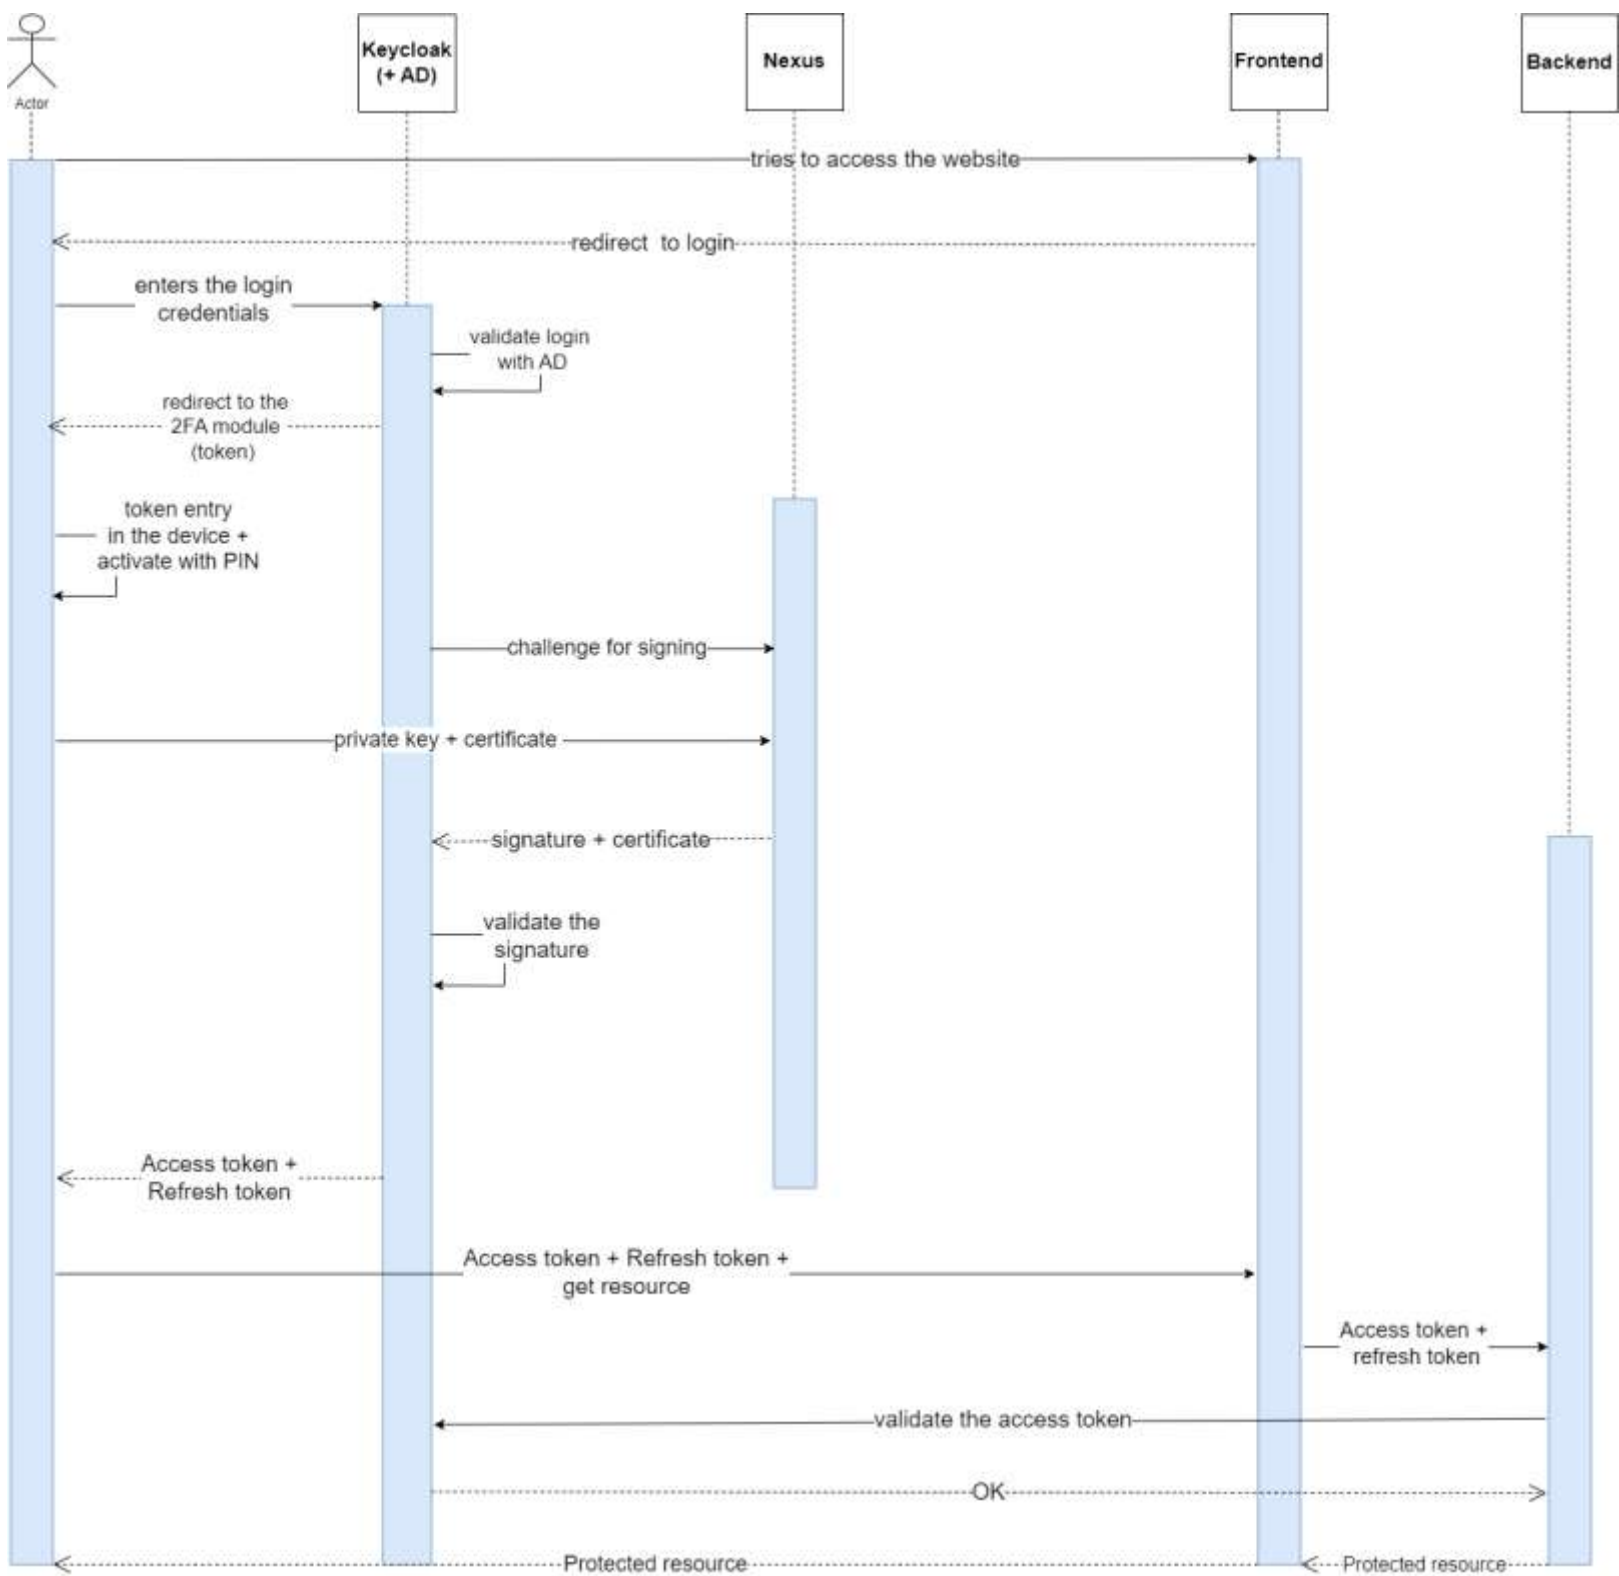 Actor
Keycloak
(+ AD)
Nexus
Frontend
Backend
tries to access the website
redirect to login
enters the login
credentials
validate login
with AD
redirect to the
2FA module
(token)
token entry
in the device +
activate with PIN
challenge for signing
private key + certificate
signature + certificate
validate the
signature
Access token +
Refresh token
Access token + Refresh token +
get resource
Access token +
refresh token
validate the access token
OK
Protected resource
Protected resource